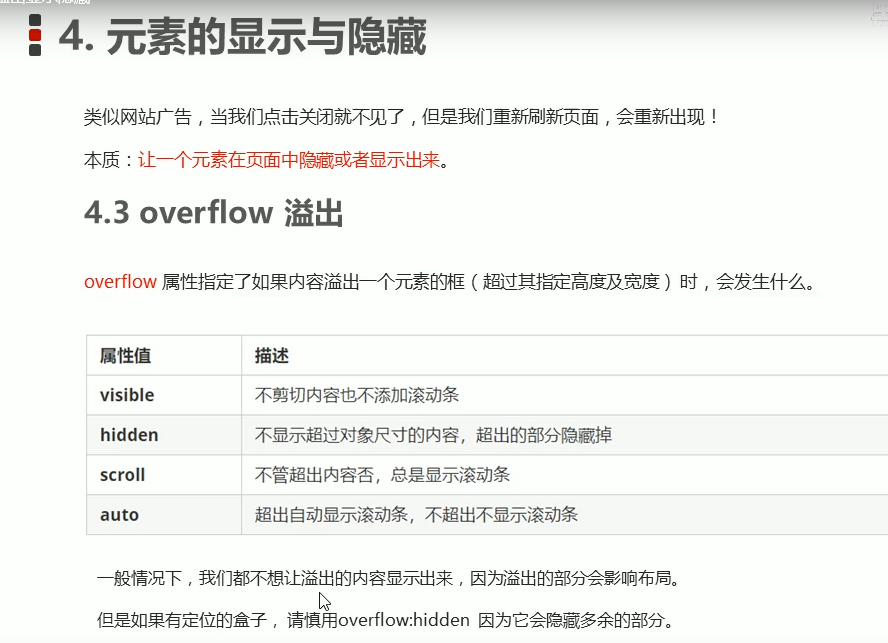 4. 元素的显示与隐藏
类似网站广告，当我们点击关闭就不见了，但是我们重新刷新页面，会重新出现！
本质：让一个元素在页面中隐藏或者显示出来。
4.3 overflow 溢出
overflow 属性指定了如果内容溢出一个元素的框（超过其指定高度及宽度）时，会发生什么。
属性值 描述
visible 不剪切内容也不添加滚动条
hidden 不显示超过对象尺寸的内容，超出的部分隐藏掉
scroll 不管超出内容否，总是显示滚动条
auto 超出自动显示滚动条，不超出不显示滚动条
一般情况下，我们都不想让溢出的内容显示出来，因为溢出的部分会影响布局。
但是如果有定位的盒子，请慎用overflow:hidden 因为它会隐藏多余的部分。